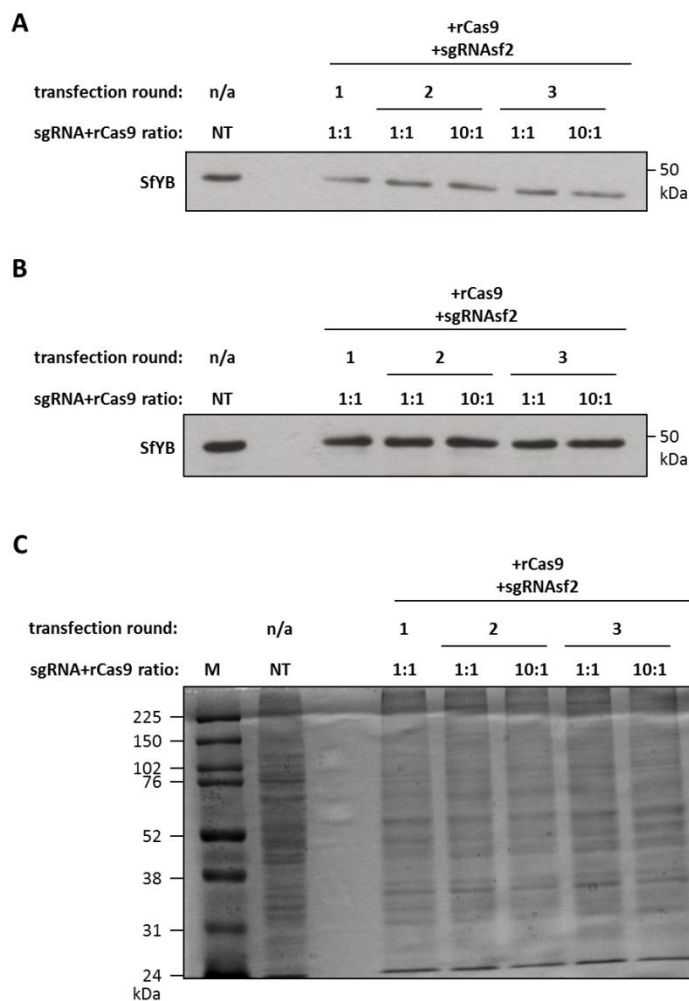 A
+rCas9
+sgRNAsf2
transfection round: n/a 1 2 3
sgRNA+rCas9 ratio: NT 1:1 1:1 10:1 1:1 10:1
SfYB
50
kDa
B
+rCas9
+sgRNAsf2
transfection round: n/a 1 2 3
sgRNA+rCas9 ratio: NT 1:1 1:1 10:1 1:1 10:1
SfYB
50
kDa
C
+rCas9
+sgRNAsf2
transfection round: n/a 1 2 3
sgRNA+rCas9 ratio: M NT 1:1 1:1 10:1 1:1 10:1
225
150
102
76
52
38
31
24
kDa